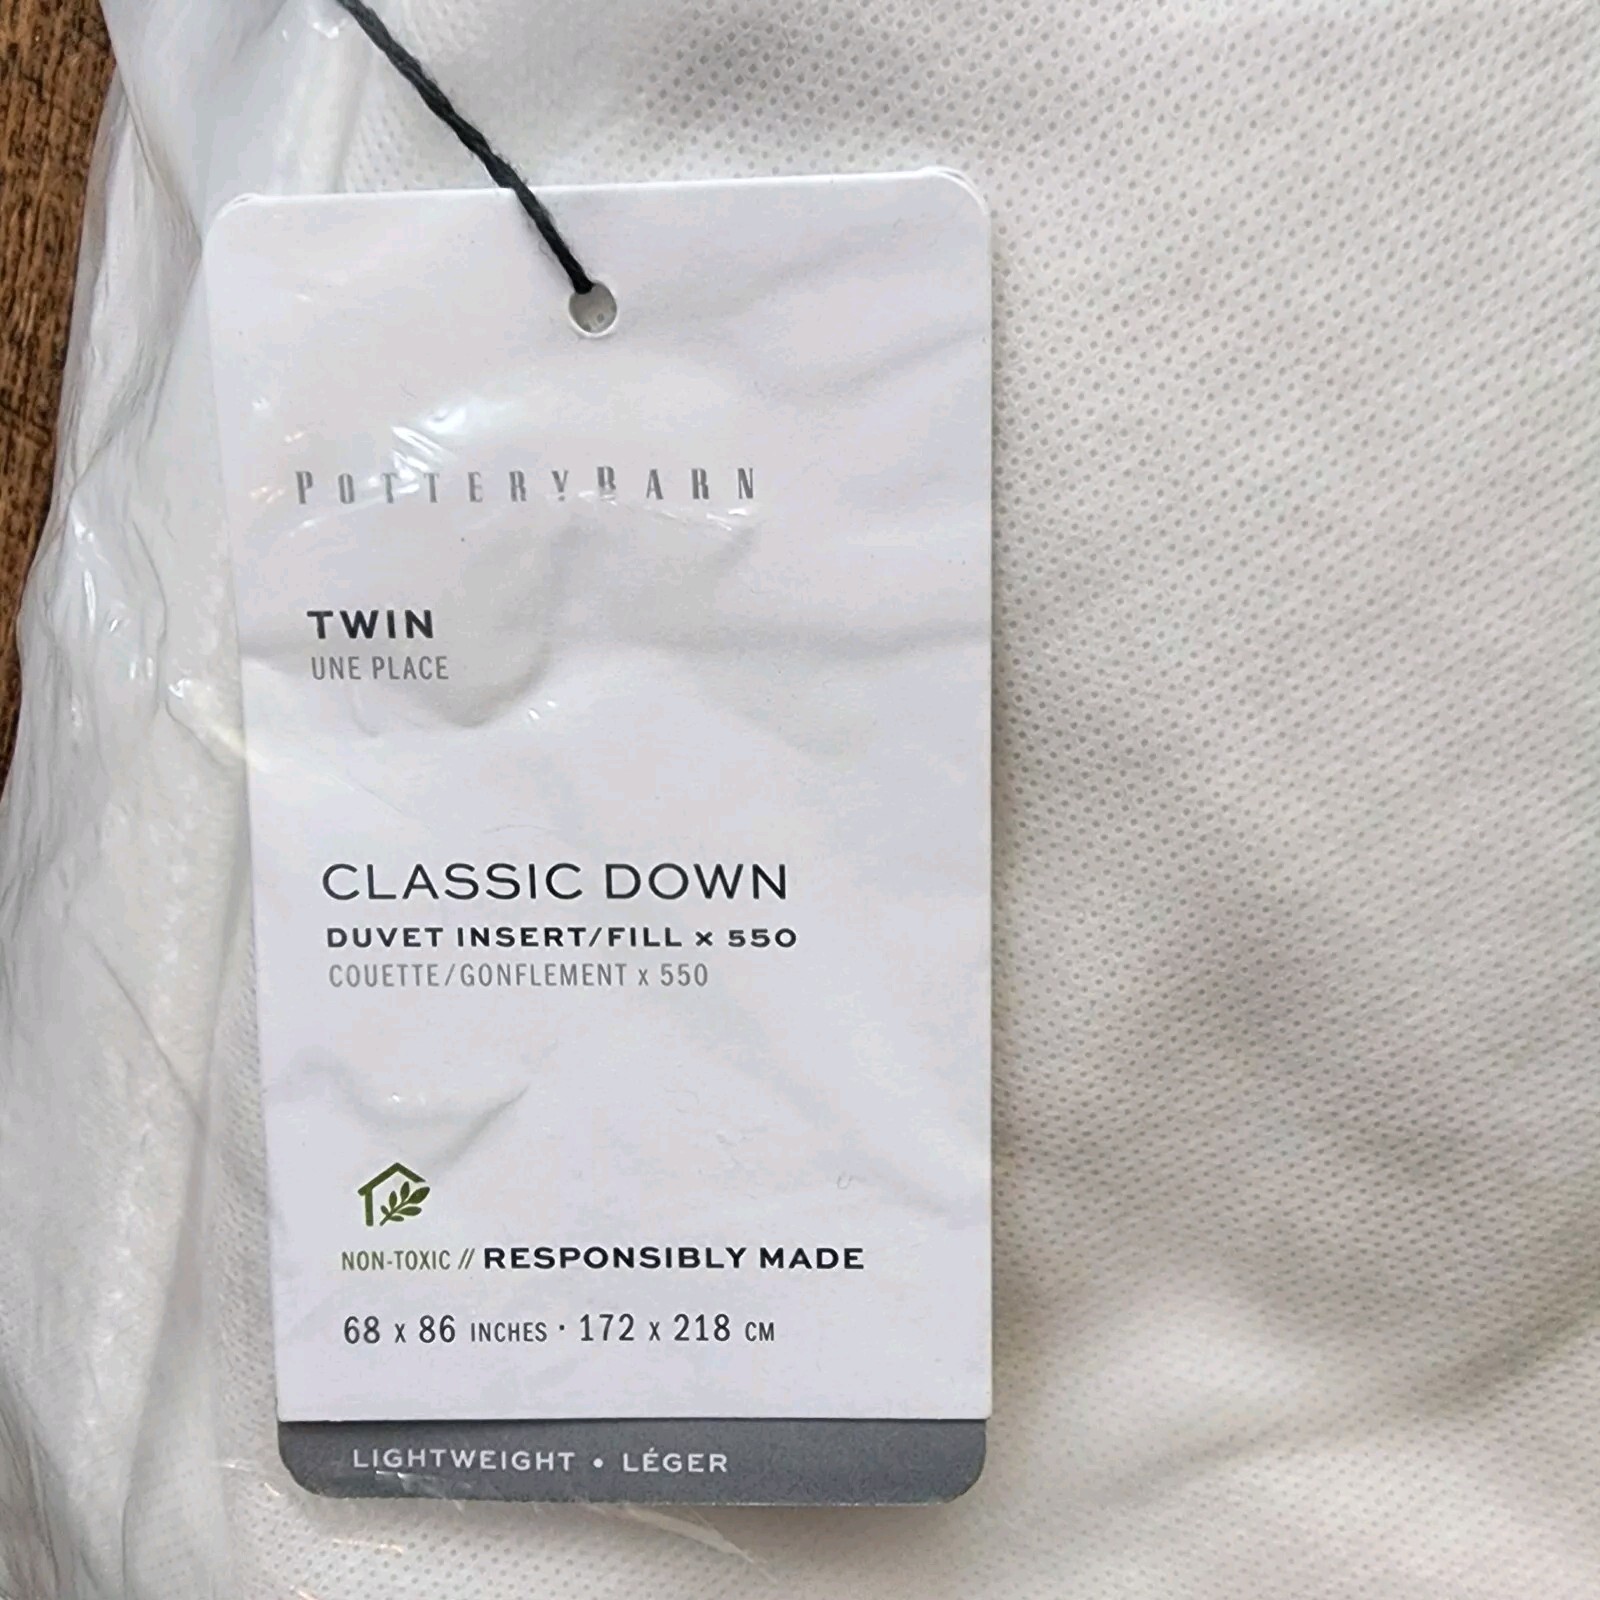 POTTERYBARN
TWIN
UNE PLACE
CLASSIC DOWN
DUVET INSERT/FILL x 550
COUETTE/GONFLEMENT x 550
NON-TOXIC // RESPONSIBLY MADE
68 x 86 INCHES · 172 x 218 CM
LIGHTWEIGHT • LÉGER